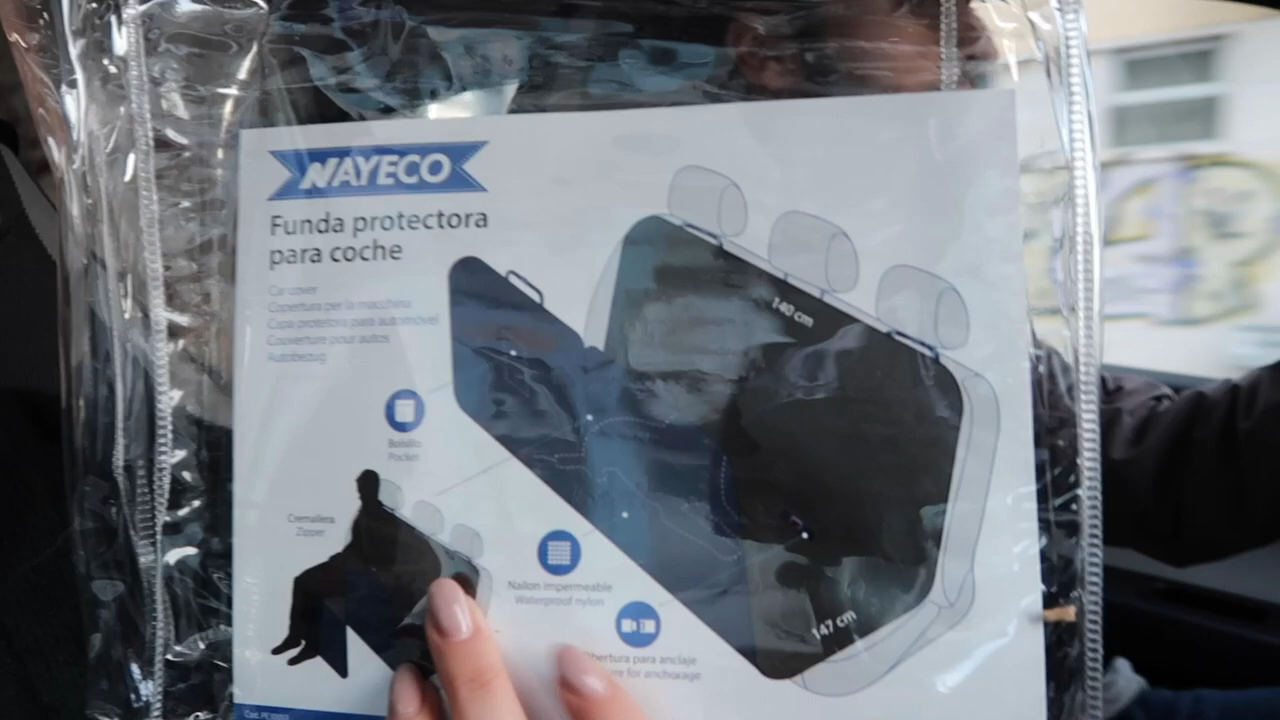 NAYECO
Funda protectora
para coche
Car cover
Copertura per la macchina
Capa protetora para automóvel
Couverture pour autos
Autobezug
140 cm
Bolsillo
Pocket
Cremallera
Zipper
Nailon impermeable
Waterproof nylon
147 cm
para anclaje
for anchorage